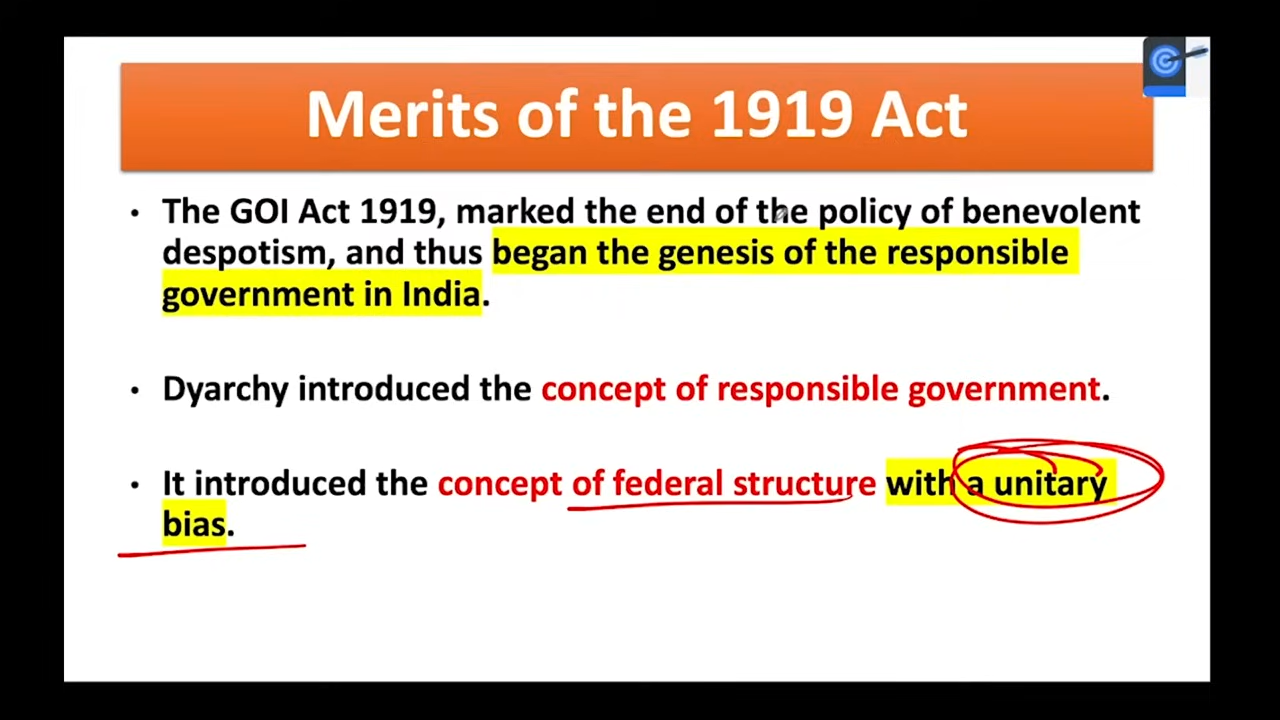 Merits of the 1919 Act
• The GOI Act 1919, marked the end of the policy of benevolent
despotism, and thus began the genesis of the responsible
government in India.
• Dyarchy introduced the concept of responsible government.
• It introduced the concept of federal structure with a unitary
bias.